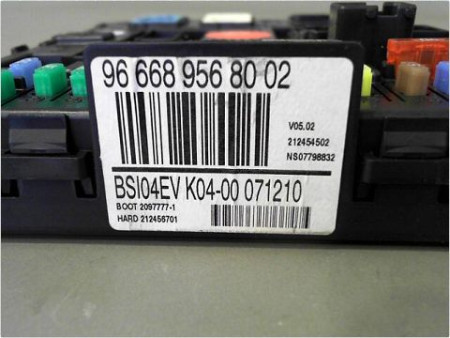 96 668 956 80 02
V05.02
212454502
NS07798832
BSI04EV K04-00 071210
BOOT 2097777-1
HARD 212456701